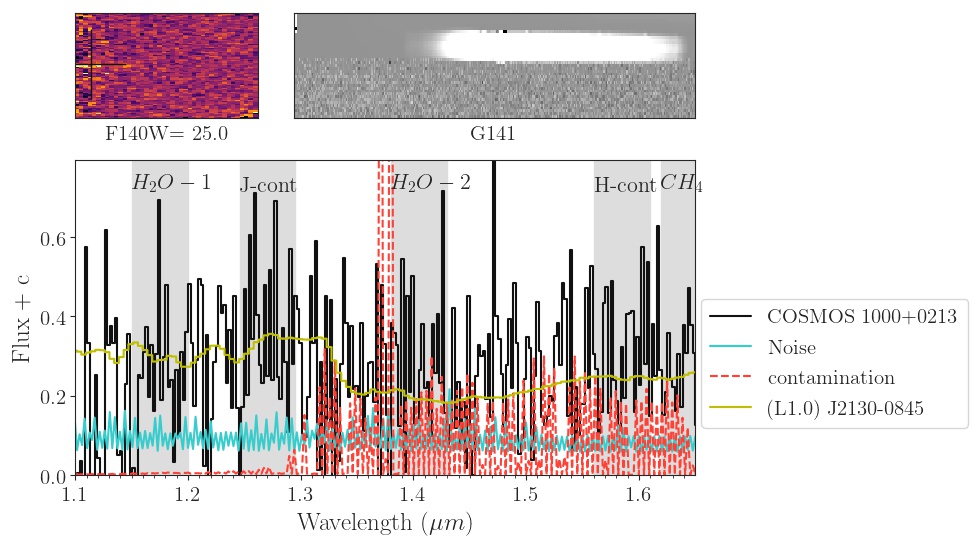 F140W= 25.0
G141
H₂O − 1
J-cont
H₂O − 2
H-cont
CH₄
0.6
0.4
0.2
0.0
Flux + c
1.1
1.2
1.3
1.4
1.5
1.6
Wavelength (μm)
COSMOS 1000+0213
Noise
contamination
(L1.0) J2130-0845